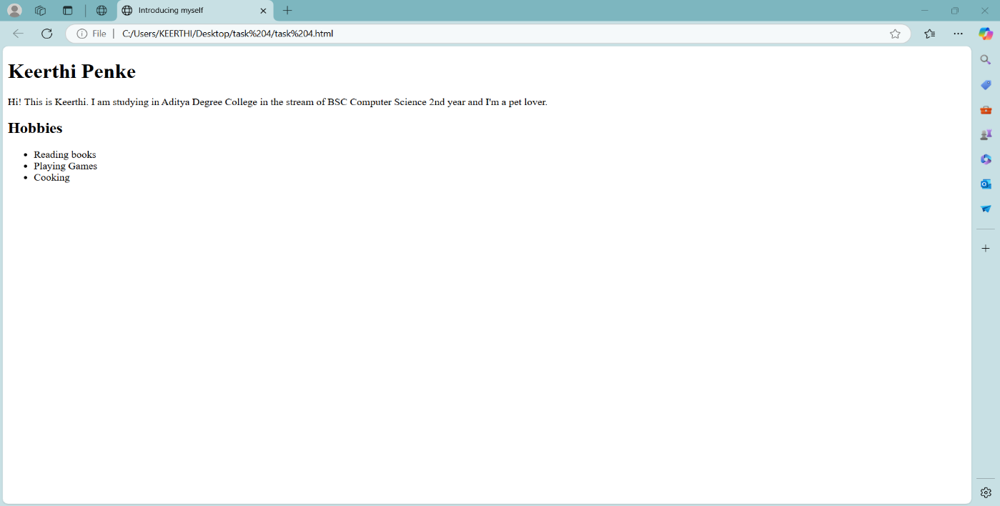 Introducing myself
File | C:/Users/KEERTHI/Desktop/task%204/task%204.html
Keerthi Penke
Hi! This is Keerthi. I am studying in Aditya Degree College in the stream of BSC Computer Science 2nd year and I'm a pet lover.
Hobbies
• Reading books
• Playing Games
• Cooking